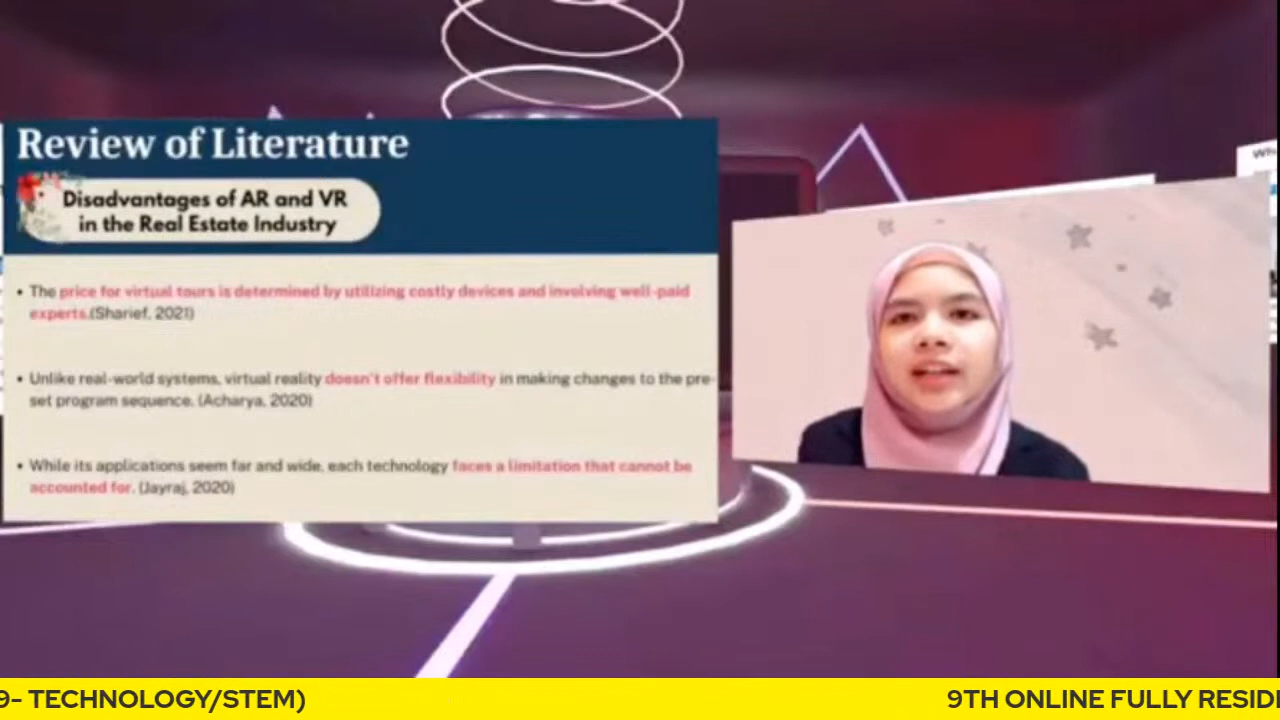 Review of Literature
Disadvantages of AR and VR
in the Real Estate Industry
• The price for virtual tours is determined by utilizing costly devices and involving well-paid
experts.(Sharief, 2021)
• Unlike real-world systems, virtual reality doesn't offer flexibility in making changes to the pre-
set program sequence. (Acharya, 2020)
• While its applications seem far and wide, each technology faces a limitation that cannot be
accounted for. (Jayraj, 2020)
9- TECHNOLOGY/STEM)
9TH ONLINE FULLY